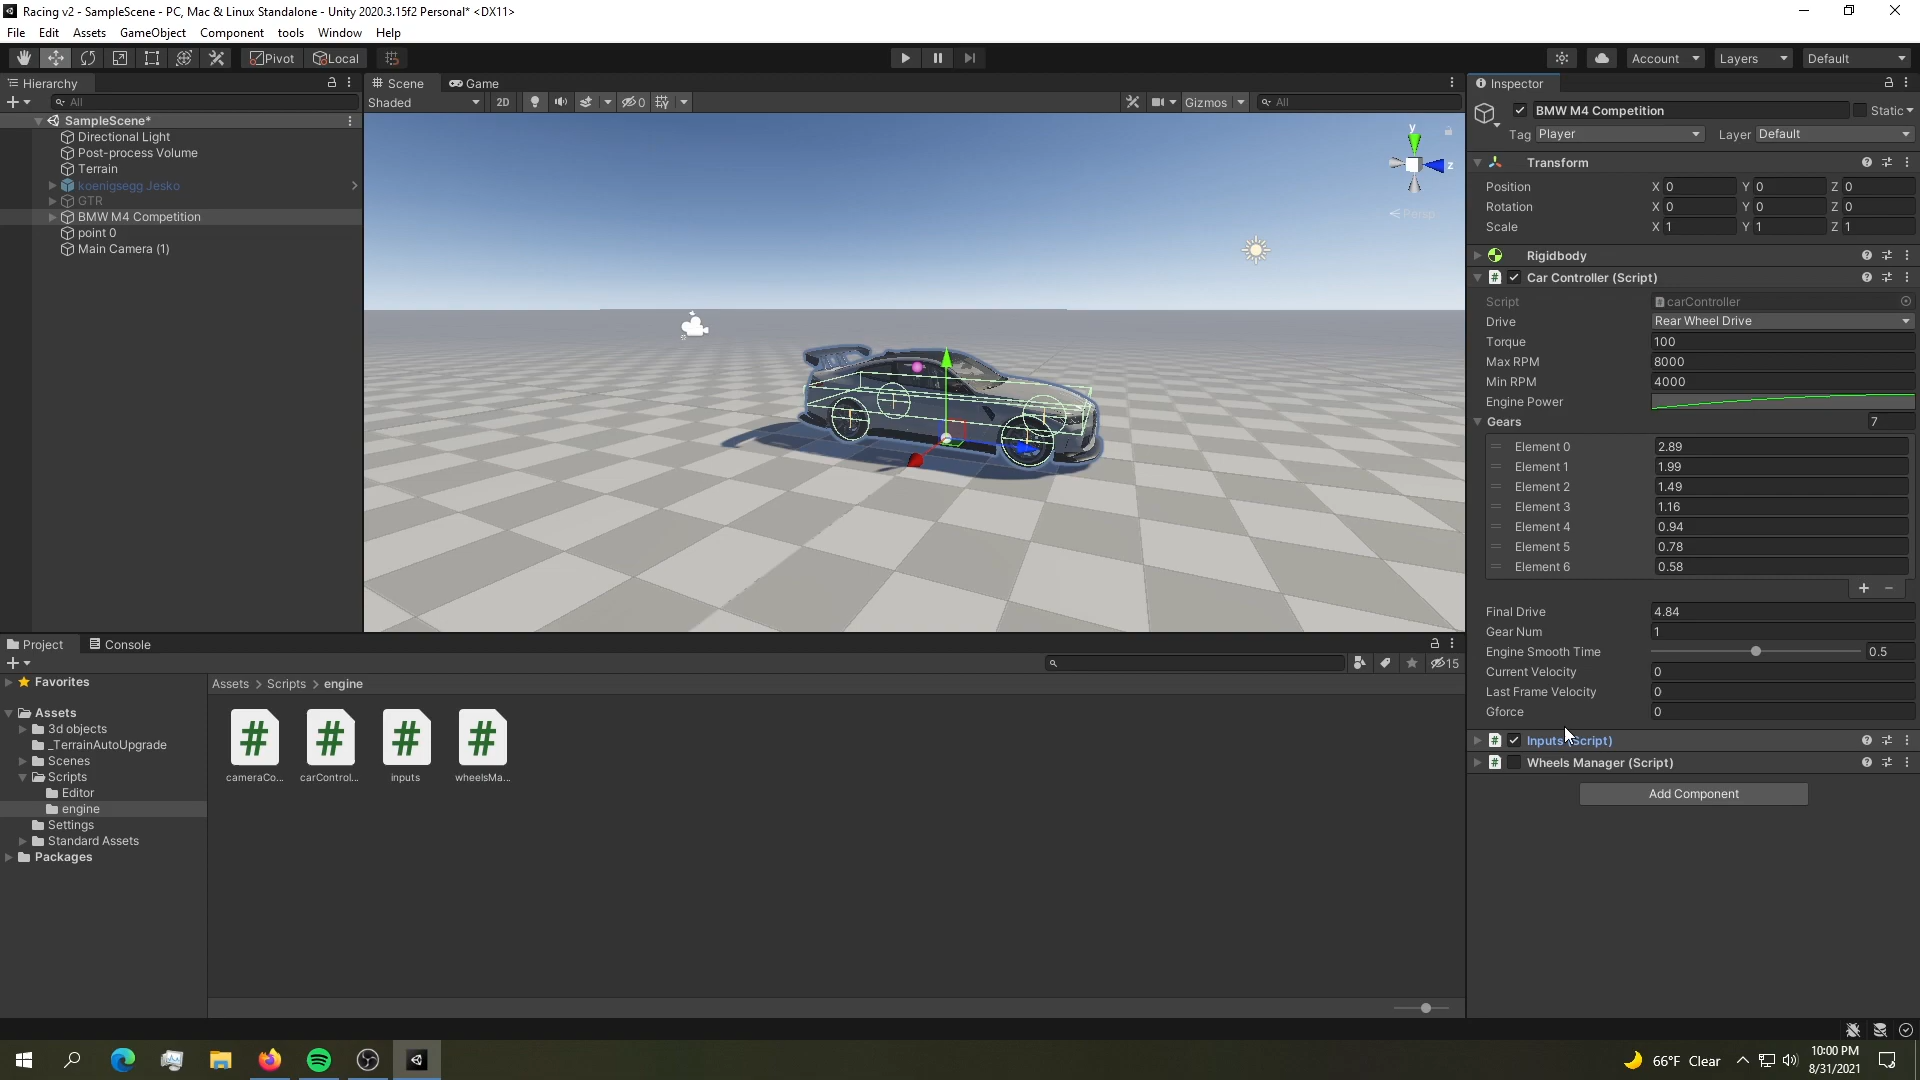 Racing v2 - SampleScene - PC, Mac & Linux Standalone - Unity 2020.3.15f2 Personal* <DX11>
File Edit Assets GameObject Component tools Window Help
Pivot Local Account Layers Default
Hierarchy
All
SampleScene*
Directional Light
Post-process Volume
Terrain
koenigsegg Jesko
GTR
BMW M4 Competition
point 0
Main Camera (1)
Scene Game
Shaded 2D 0 Gizmos All
y
z
Persp
Inspector
BMW M4 Competition Static
Tag Player Layer Default
Transform
Position X 0 Y 0 Z 0
Rotation X 0 Y 0 Z 0
Scale X 1 Y 1 Z 1
Rigidbody
# Car Controller (Script)
Script carController
Drive Rear Wheel Drive
Torque 100
Max RPM 8000
Min RPM 4000
Engine Power
Gears 7
Element 0 2.89
Element 1 1.99
Element 2 1.49
Element 3 1.16
Element 4 0.94
Element 5 0.78
Element 6 0.58
Final Drive 4.84
Gear Num 1
Engine Smooth Time 0.5
Current Velocity 0
Last Frame Velocity 0
Gforce 0
# Inputs (Script)
# Wheels Manager (Script)
Add Component
Project Console
15
Favorites
Assets
3d objects
_TerrainAutoUpgrade
Scenes
Scripts
Editor
engine
Settings
Standard Assets
Packages
Assets > Scripts > engine
# # # #
cameraCo... carControl... inputs wheelsMa...
66°F Clear
10:00 PM
8/31/2021